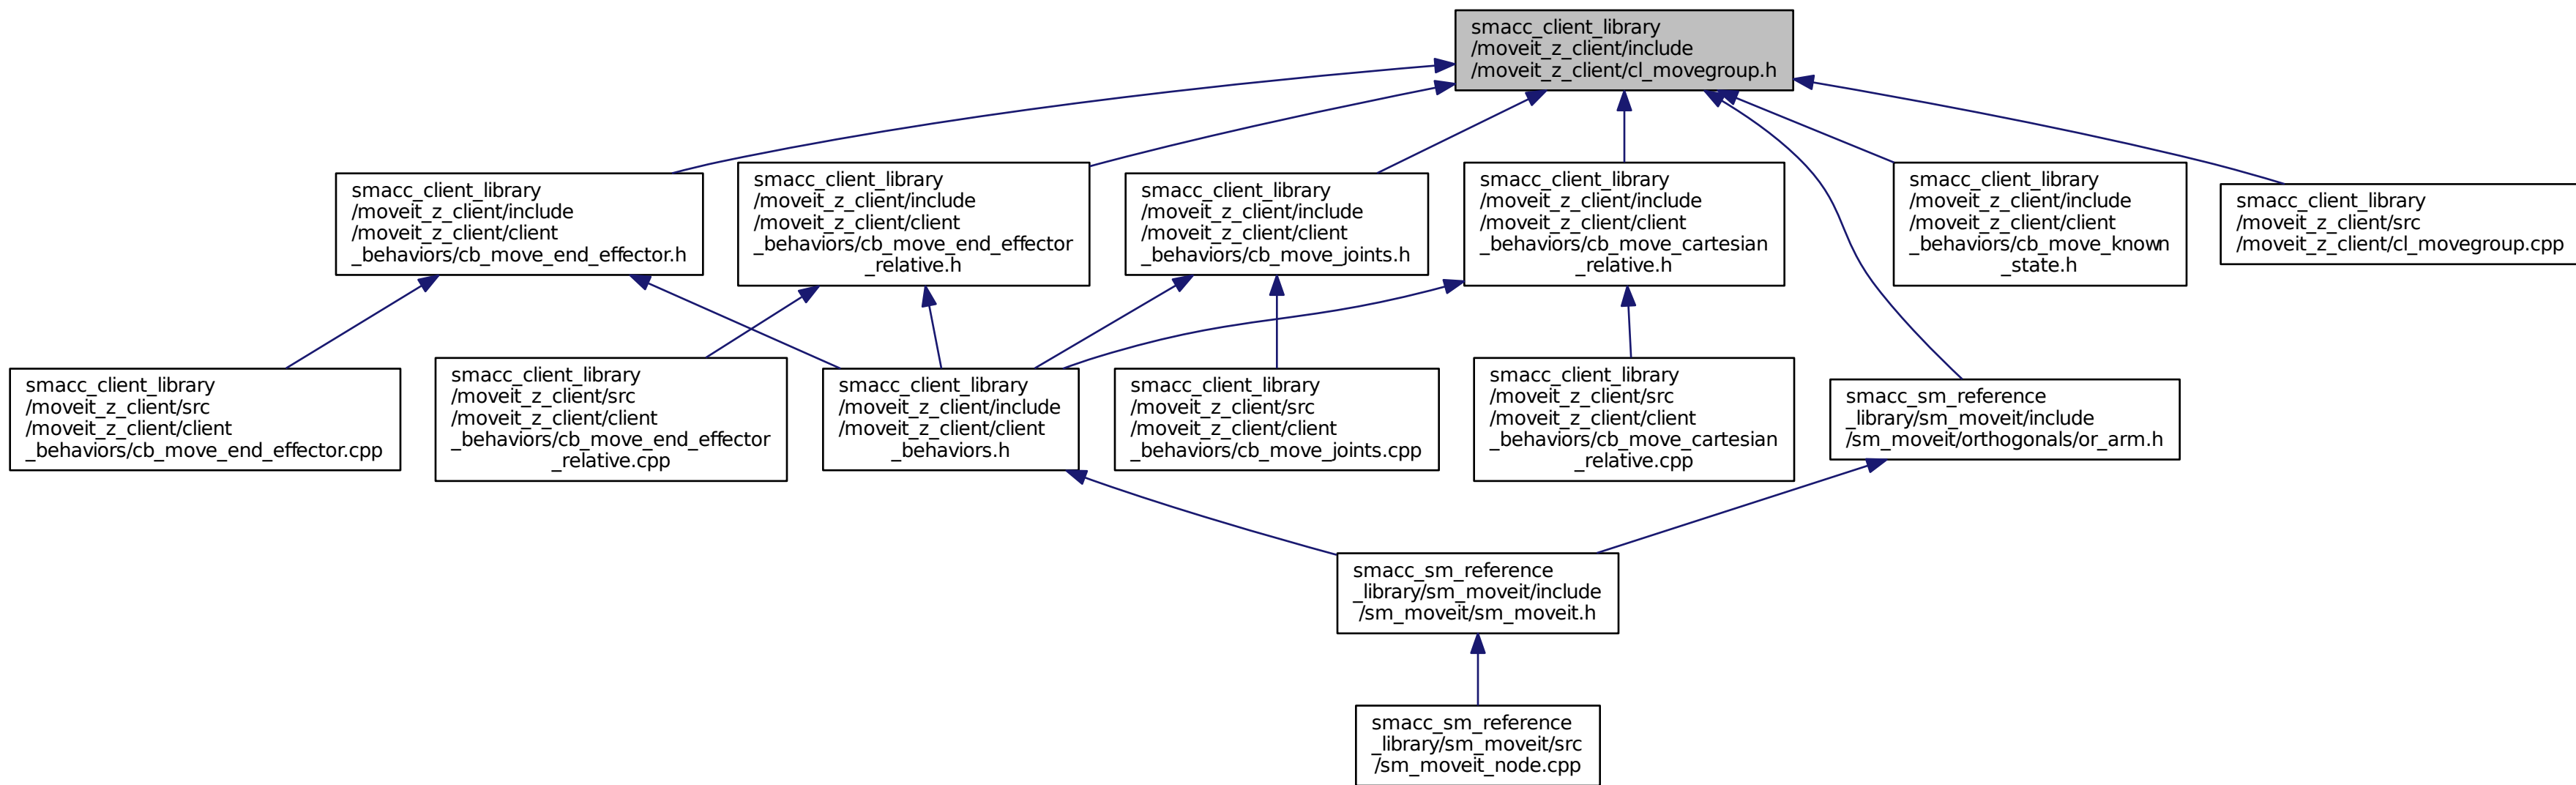 smacc_client_library
/moveit_z_client/include
/moveit_z_client/cl_movegroup.h
smacc_client_library
/moveit_z_client/include
/moveit_z_client/client
_behaviors/cb_move_end_effector.h
smacc_client_library
/moveit_z_client/include
/moveit_z_client/client
_behaviors/cb_move_end_effector
_relative.h
smacc_client_library
/moveit_z_client/include
/moveit_z_client/client
_behaviors/cb_move_joints.h
smacc_client_library
/moveit_z_client/include
/moveit_z_client/client
_behaviors/cb_move_cartesian
_relative.h
smacc_client_library
/moveit_z_client/include
/moveit_z_client/client
_behaviors/cb_move_known
_state.h
smacc_client_library
/moveit_z_client/src
/moveit_z_client/cl_movegroup.cpp
smacc_client_library
/moveit_z_client/src
/moveit_z_client/client
_behaviors/cb_move_end_effector.cpp
smacc_client_library
/moveit_z_client/src
/moveit_z_client/client
_behaviors/cb_move_end_effector
_relative.cpp
smacc_client_library
/moveit_z_client/include
/moveit_z_client/client
_behaviors.h
smacc_client_library
/moveit_z_client/src
/moveit_z_client/client
_behaviors/cb_move_joints.cpp
smacc_client_library
/moveit_z_client/src
/moveit_z_client/client
_behaviors/cb_move_cartesian
_relative.cpp
smacc_sm_reference
_library/sm_moveit/include
/sm_moveit/orthogonals/or_arm.h
smacc_sm_reference
_library/sm_moveit/include
/sm_moveit/sm_moveit.h
smacc_sm_reference
_library/sm_moveit/src
/sm_moveit_node.cpp